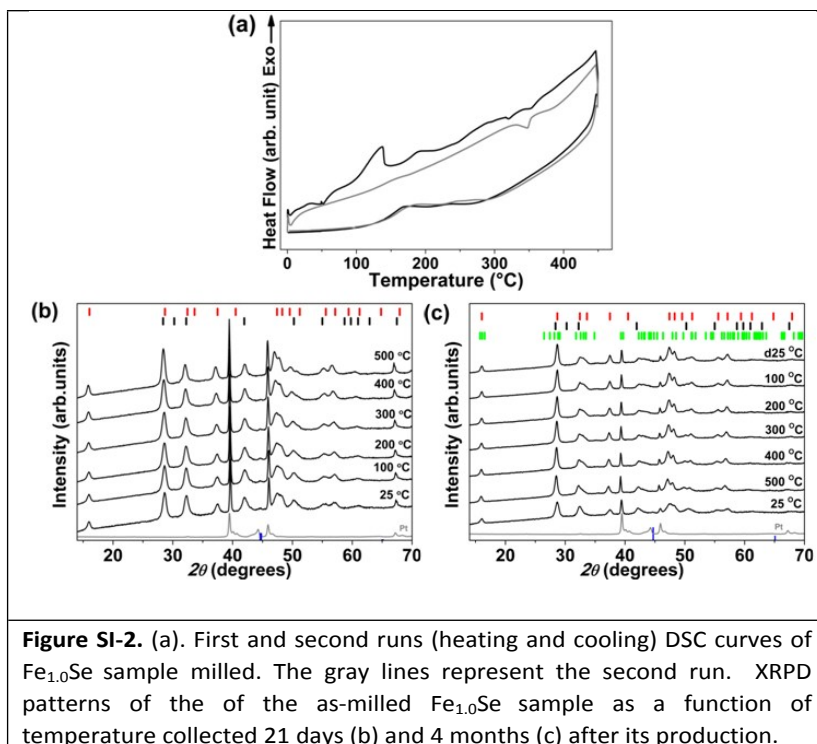 (a)
Heat Flow (arb. unit) Exo
0 100 200 300 400
Temperature (°C)
(b)
Intensity (arb.units)
500 °C
400 °C
300 °C
200 °C
100 °C
25 °C
Pt
20 30 40 50 60 70
2θ (degrees)
(c)
Intensity (arb.units)
d25 °C
100 °C
200 °C
300 °C
400 °C
500 °C
25 °C
Pt
20 30 40 50 60 70
2θ (degrees)
Figure SI-2. (a). First and second runs (heating and cooling) DSC curves of
Fe₁.₀Se sample milled. The gray lines represent the second run. XRPD
patterns of the of the as-milled Fe₁.₀Se sample as a function of
temperature collected 21 days (b) and 4 months (c) after its production.